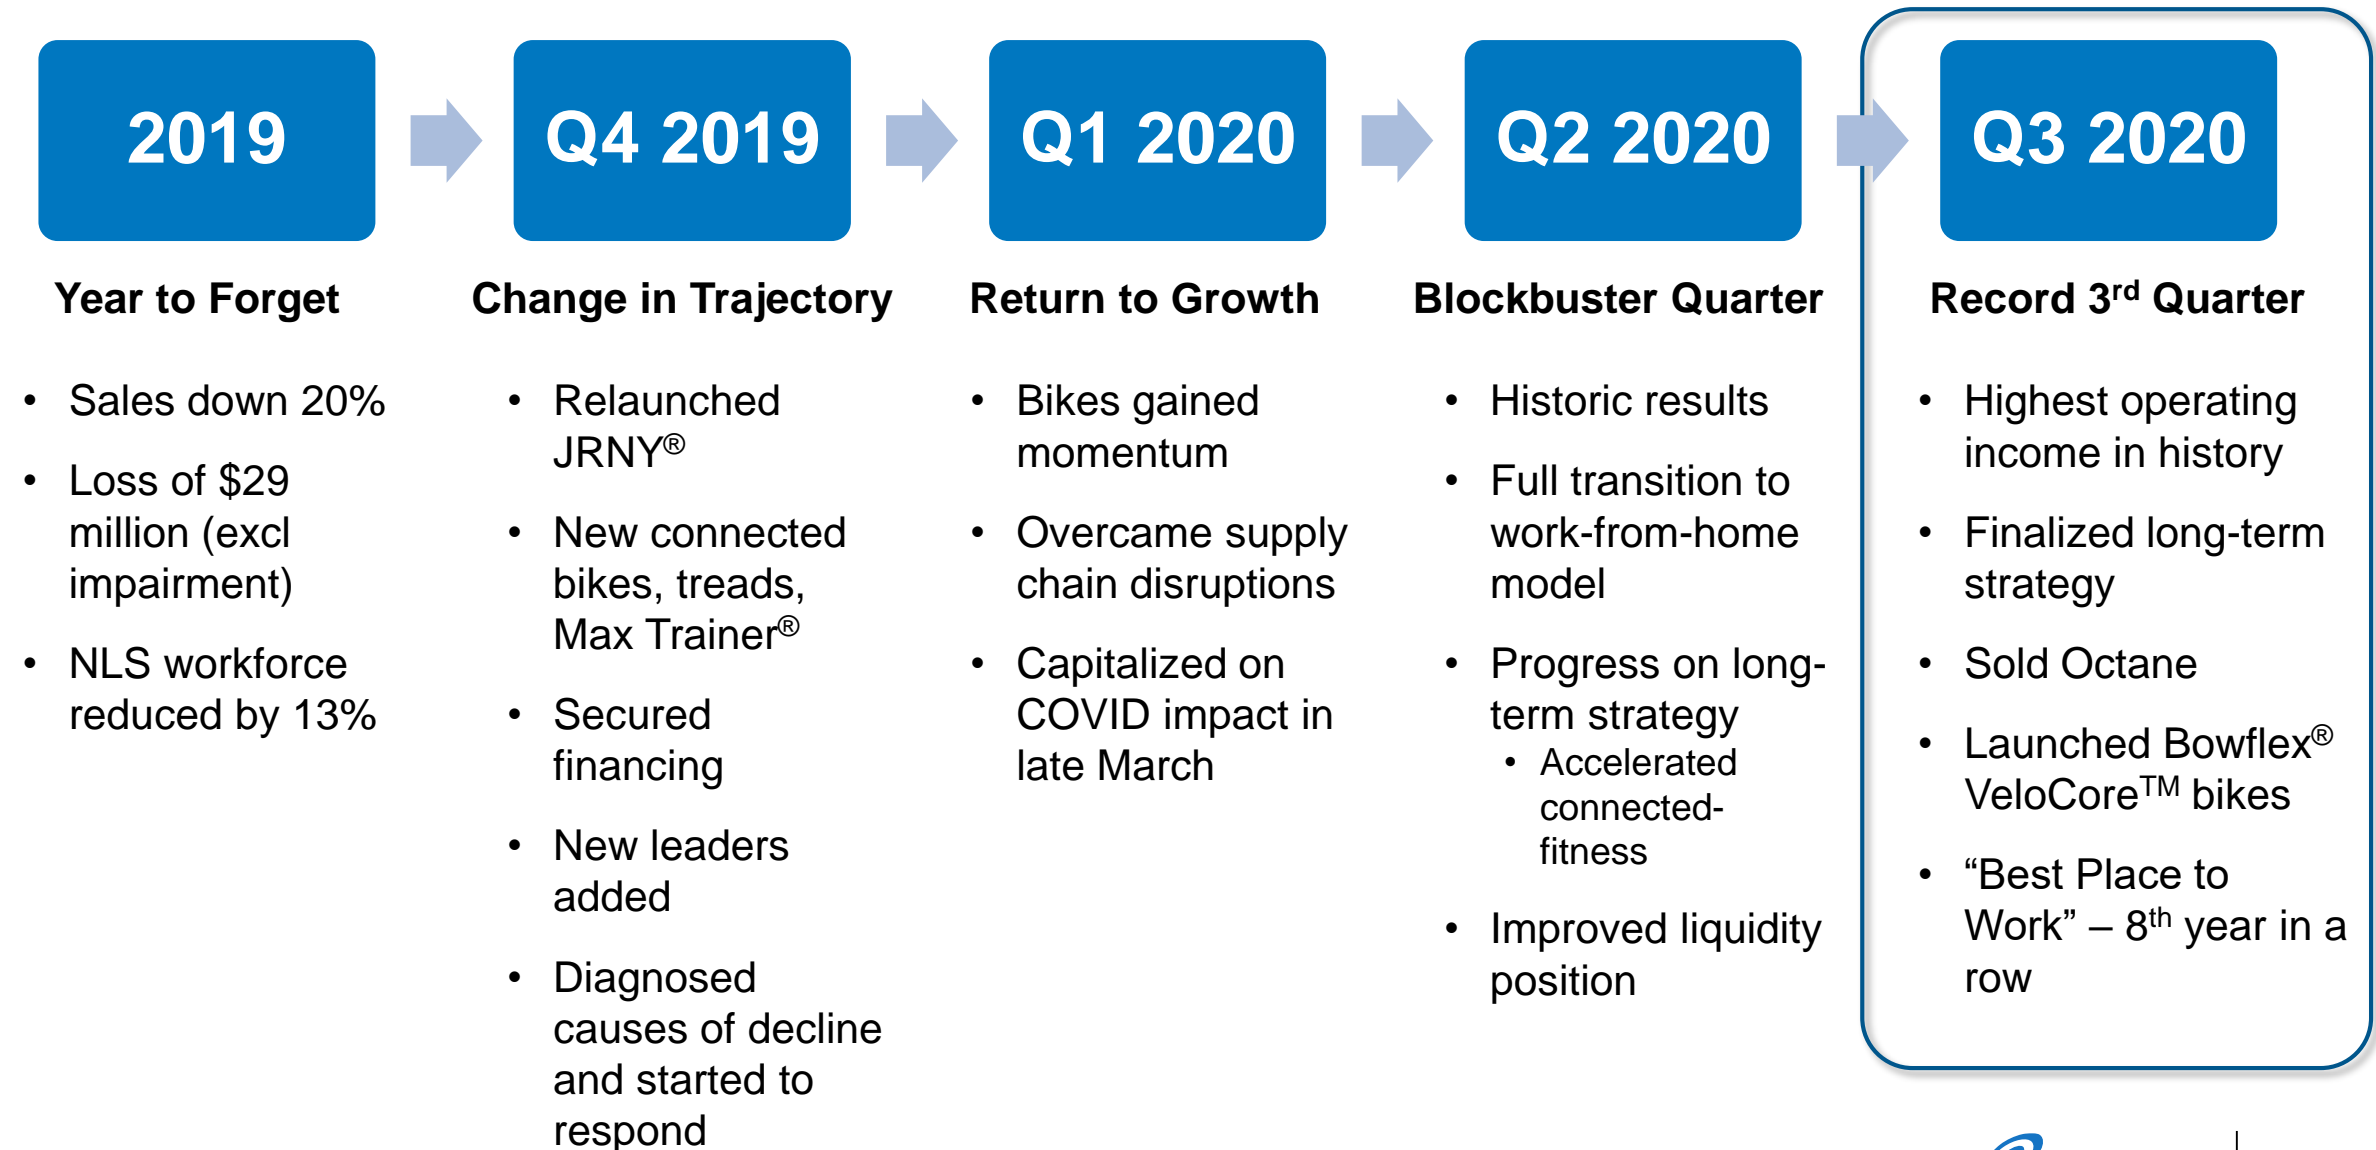 2019
Q4 2019
Q1 2020
Q2 2020
Q3 2020
Year to Forget
• Sales down 20%
• Loss of $29
million (excl
impairment)
• NLS workforce
reduced by 13%
Change in Trajectory
• Relaunched
JRNY®
• New connected
bikes, treads,
Max Trainer®
• Secured
financing
• New leaders
added
• Diagnosed
causes of decline
and started to
respond
Return to Growth
• Bikes gained
momentum
• Overcame supply
chain disruptions
• Capitalized on
COVID impact in
late March
Blockbuster Quarter
• Historic results
• Full transition to
work-from-home
model
• Progress on long-
term strategy
• Accelerated
connected-
fitness
• Improved liquidity
position
Record 3rd Quarter
• Highest operating
income in history
• Finalized long-term
strategy
• Sold Octane
• Launched Bowflex®
VeloCore™ bikes
• “Best Place to
Work” – 8th year in a
row